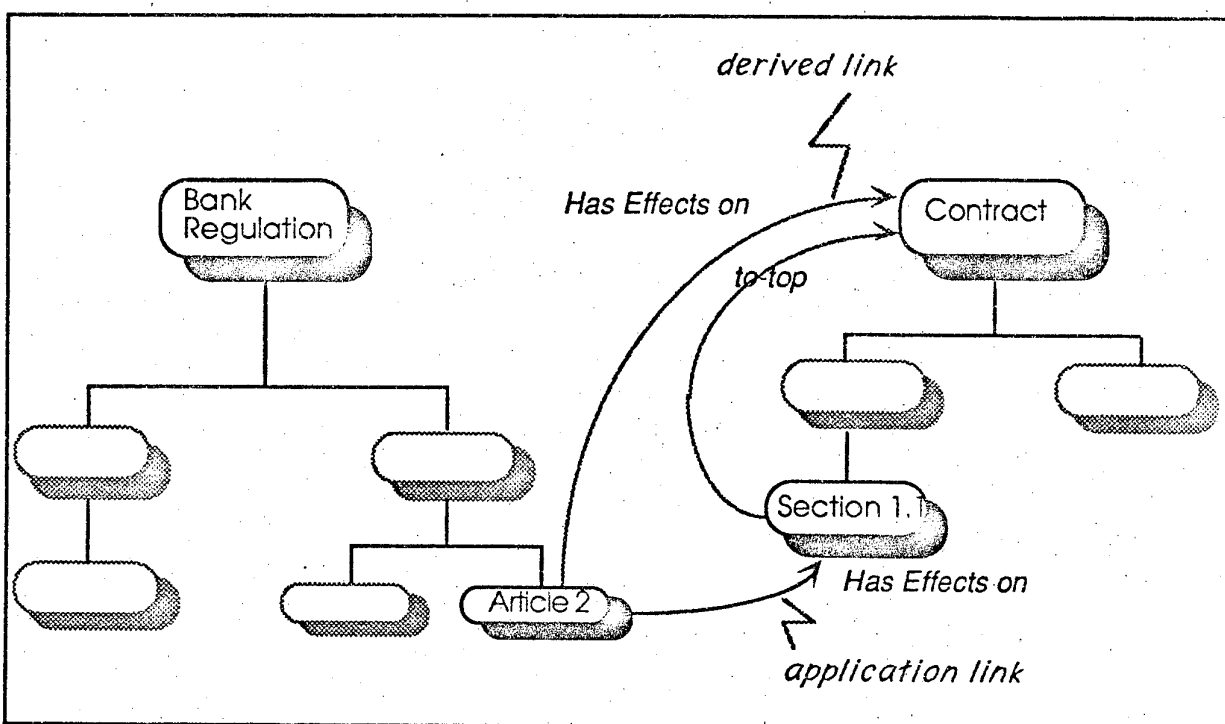 derived link
Bank
Regulation
Has Effects on
Contract
to-top
Section 1.1
Has Effects on
Article 2
application link